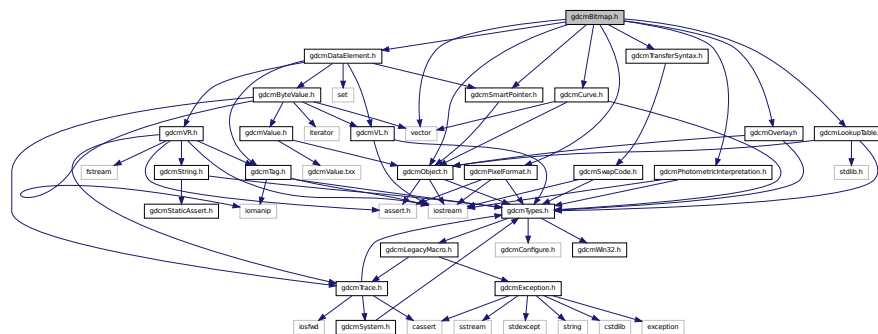 gdcmBitmap.h
gdcmDataElement.h
gdcmTransferSyntax.h
gdcmByteValue.h
set
gdcmSmartPointer.h
gdcmCurve.h
gdcmVR.h
gdcmValue.h
iterator
gdcmVL.h
vector
gdcmOverlay.h
gdcmLookupTable.
fstream
gdcmString.h
gdcmTag.h
gdcmValue.txx
gdcmObject.h
gdcmPixelFormat.h
gdcmSwapCode.h
gdcmPhotometricInterpretation.h
stdlib.h
gdcmStaticAssert.h
iomanip
assert.h
iostream
gdcmTypes.h
gdcmLegacyMacro.h
gdcmConfigure.h
gdcmWin32.h
gdcmTrace.h
gdcmException.h
iosfwd
gdcmSystem.h
cassert
sstream
stdexcept
string
cstdlib
exception